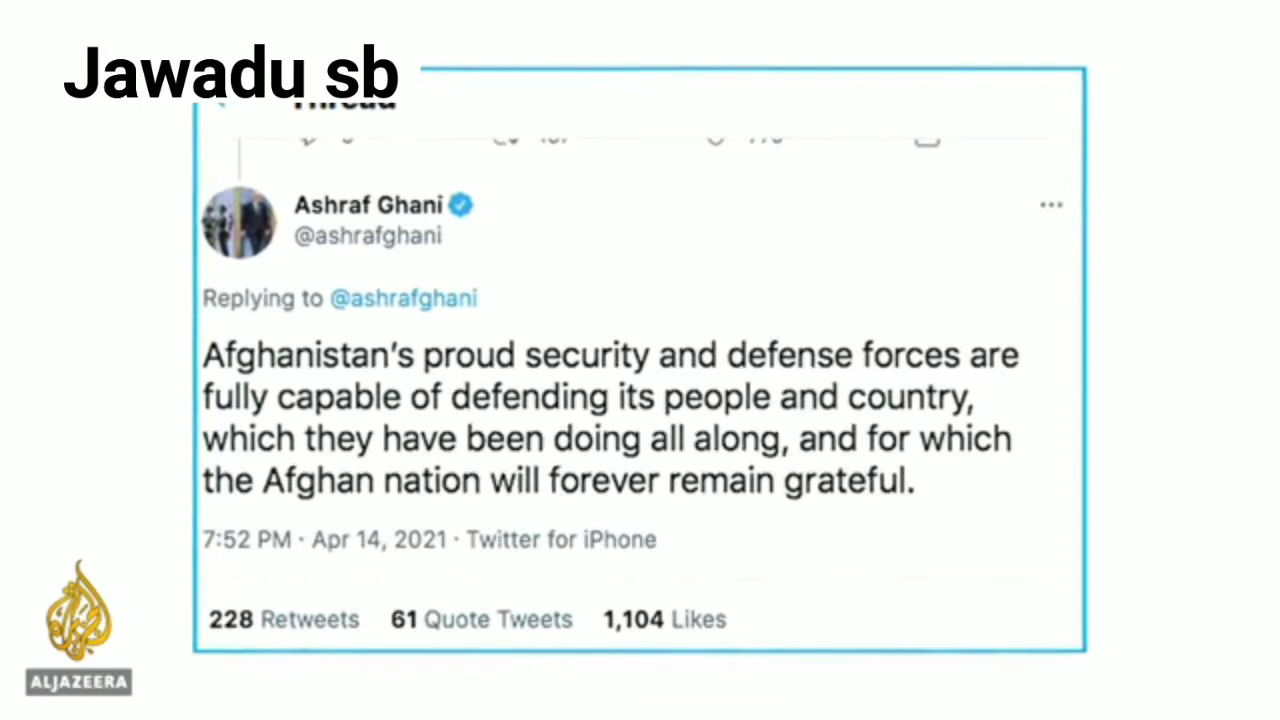 Jawadu sb
Thread
Ashraf Ghani
@ashrafghani
Replying to @ashrafghani
Afghanistan's proud security and defense forces are
fully capable of defending its people and country,
which they have been doing all along, and for which
the Afghan nation will forever remain grateful.
7:52 PM · Apr 14, 2021 · Twitter for iPhone
228 Retweets 61 Quote Tweets 1,104 Likes
ALJAZEERA